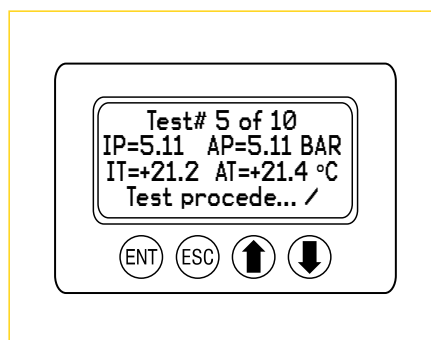 Test# 5 of 10
IP=5.11 AP=5.11 BAR
IT=+21.2 AT=+21.4 °C
Test procede... /
ENT ESC